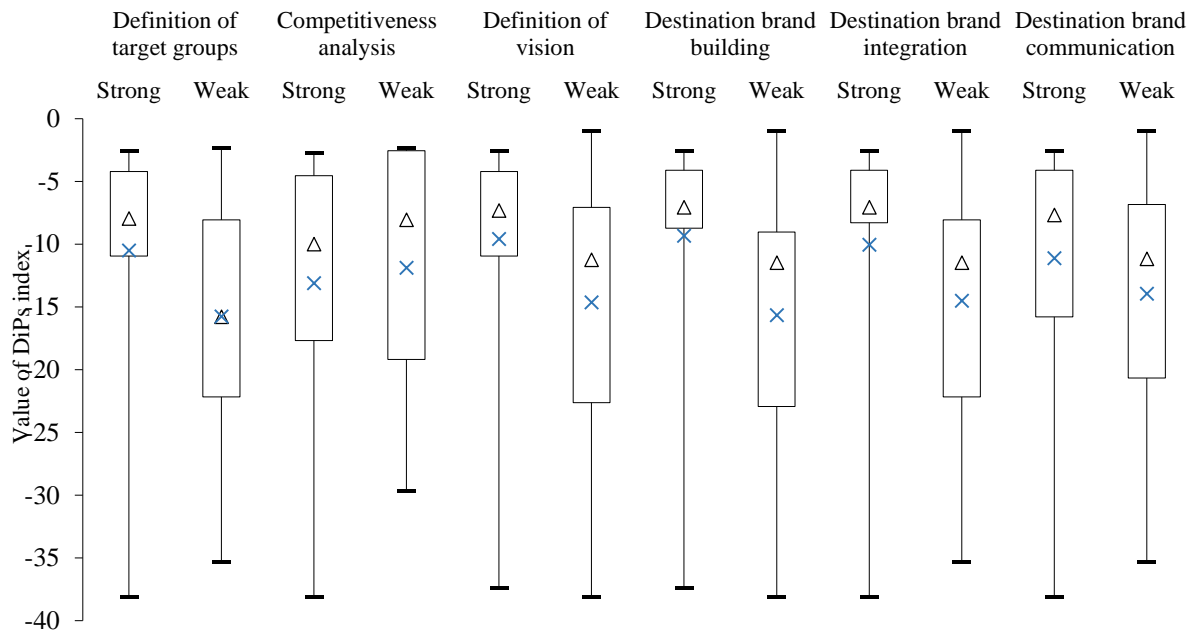 Definition of target groups
Competitiveness analysis
Definition of vision
Destination brand building
Destination brand integration
Destination brand communication
Strong Weak Strong Weak Strong Weak Strong Weak Strong Weak Strong Weak
Value of DiPs index,
0
-5
-10
-15
-20
-25
-30
-35
-40